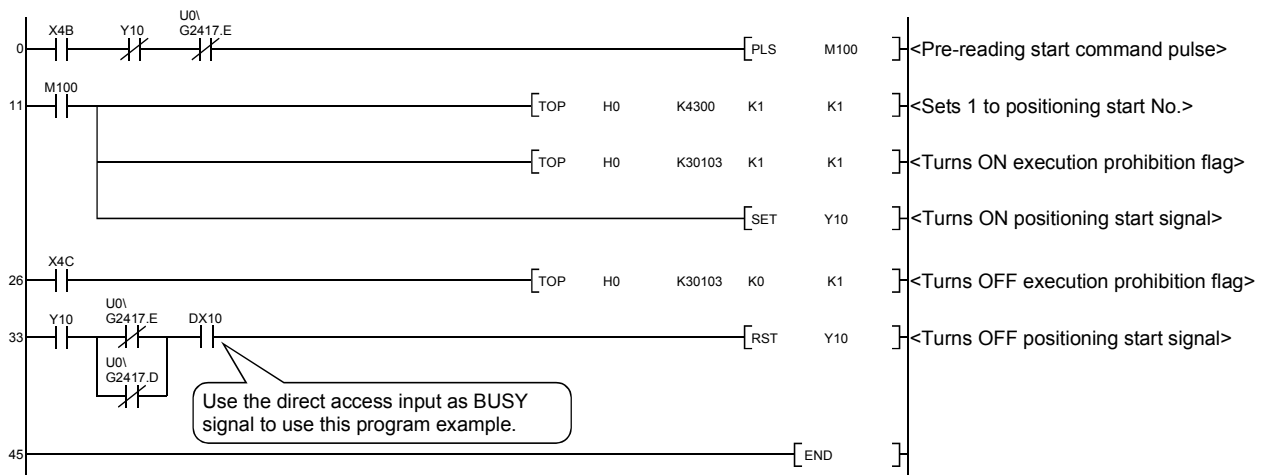 X4B Y10 U0\ G2417.E
0 PLS M100 <Pre-reading start command pulse>
M100
11 TOP H0 K4300 K1 K1 <Sets 1 to positioning start No.>
TOP H0 K30103 K1 K1 <Turns ON execution prohibition flag>
SET Y10 <Turns ON positioning start signal>
X4C
26 TOP H0 K30103 K0 K1 <Turns OFF execution prohibition flag>
Y10 U0\ G2417.E DX10
33 RST Y10 <Turns OFF positioning start signal>
U0\
G2417.D
Use the direct access input as BUSY
signal to use this program example.
45 END